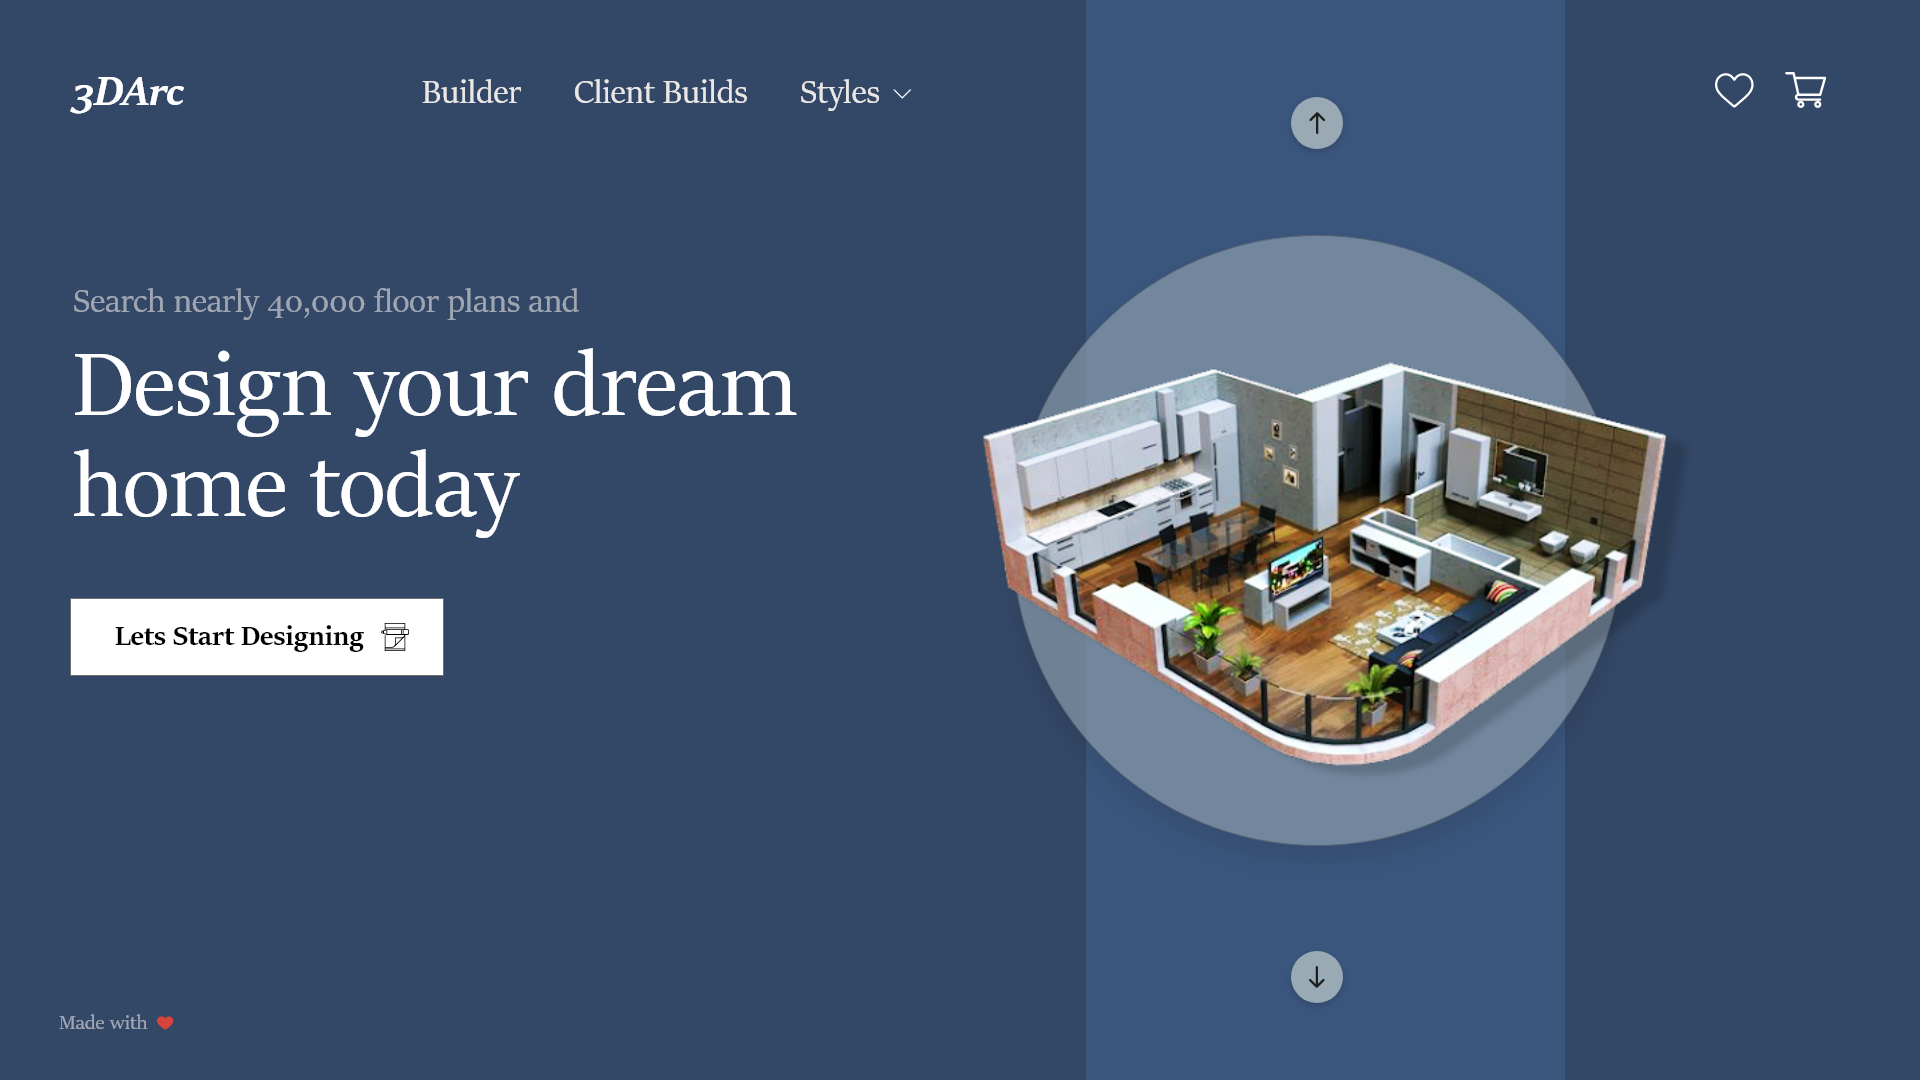 3DArc
Builder Client Builds Styles
Search nearly 40,000 floor plans and
Design your dream
home today
Lets Start Designing
Made with